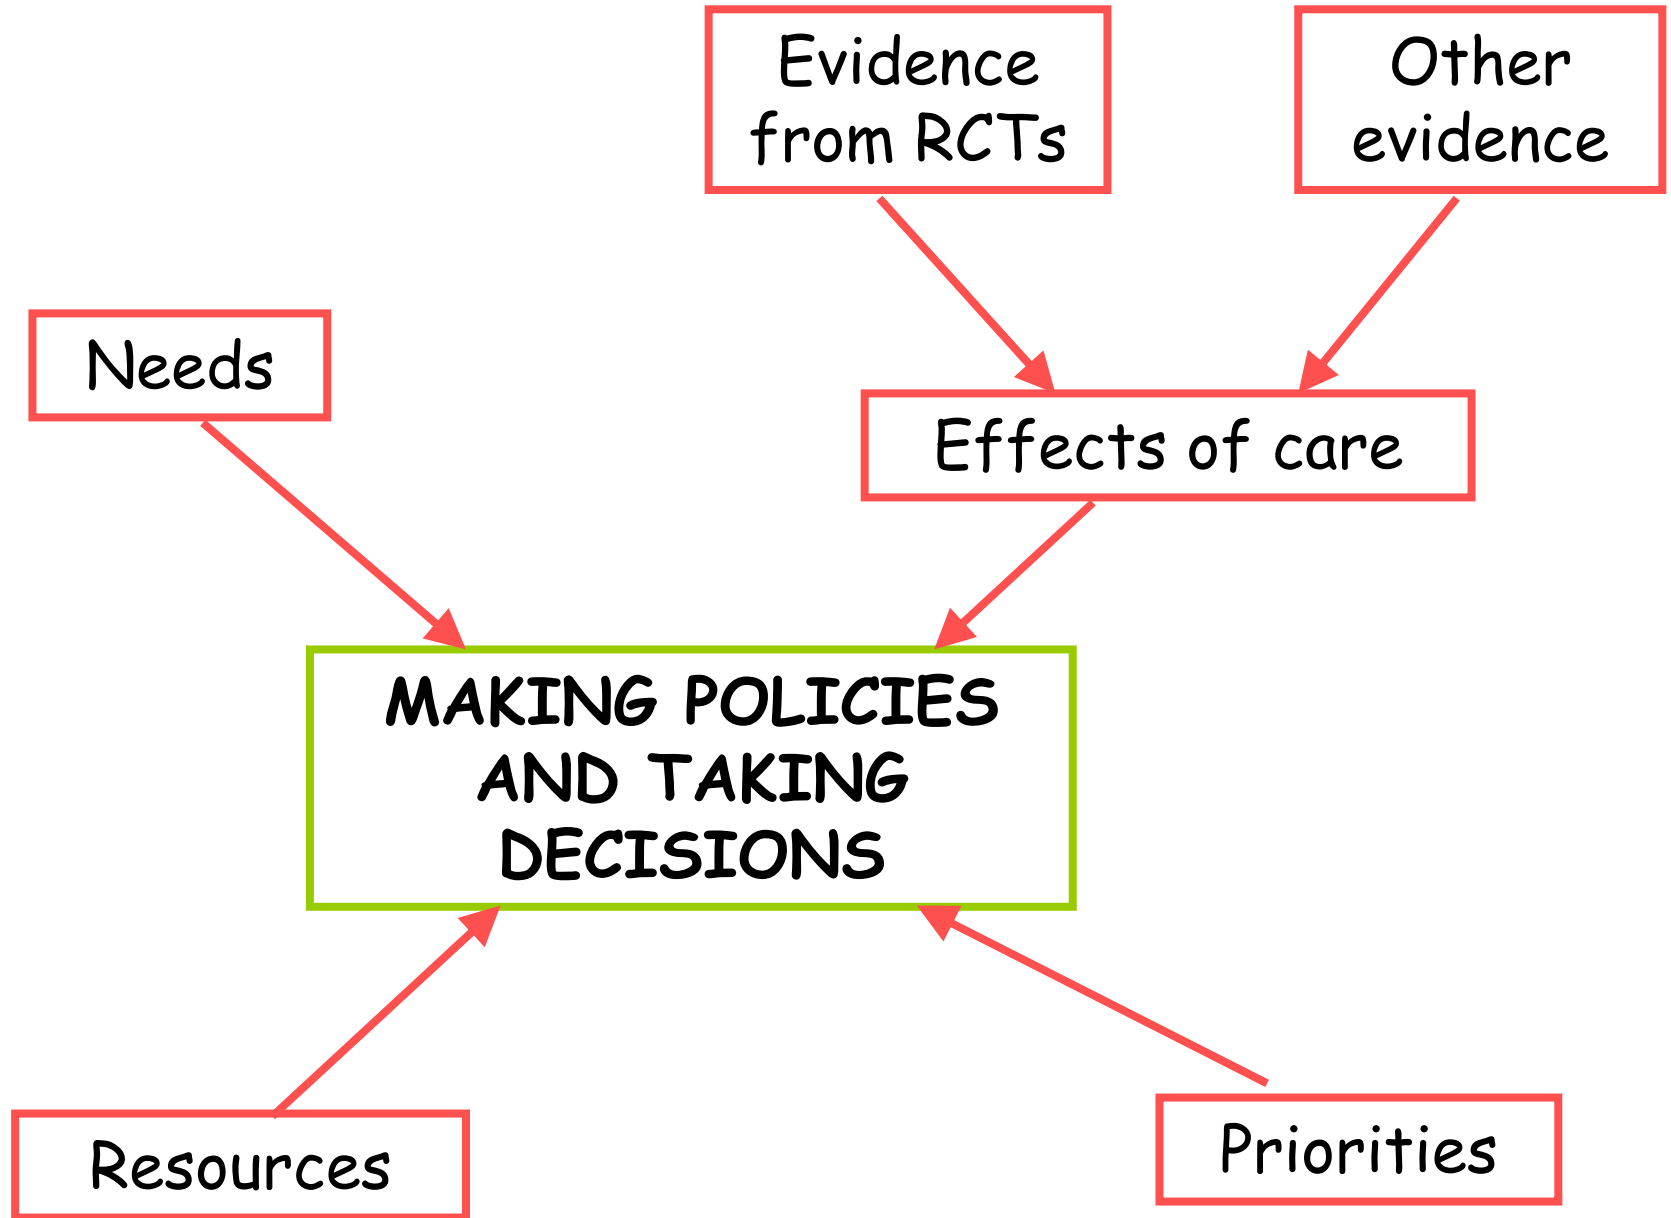 Evidence
from RCTs
Other
evidence
Needs
Effects of care
MAKING POLICIES
AND TAKING
DECISIONS
Resources
Priorities